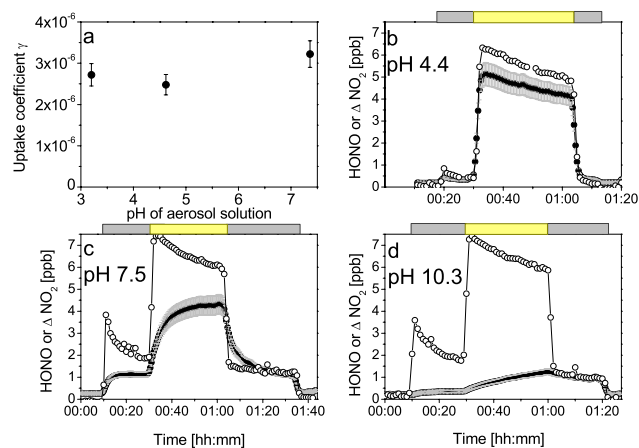 a
Uptake coefficient γ
4x10⁻⁶
3x10⁻⁶
2x10⁻⁶
1x10⁻⁶
0
3 4 5 6 7
pH of aerosol solution
b
pH 4.4
HONO or Δ NO₂ [ppb]
7
6
5
4
3
2
1
0
00:20 00:40 01:00 01:20
c
pH 7.5
HONO or Δ NO₂ [ppb]
7
6
5
4
3
2
1
0
00:00 00:20 00:40 01:00 01:20 01:40
Time [hh:mm]
d
pH 10.3
HONO or Δ NO₂ [ppb]
7
6
5
4
3
2
1
0
00:00 00:20 00:40 01:00 01:20
Time [hh:mm]